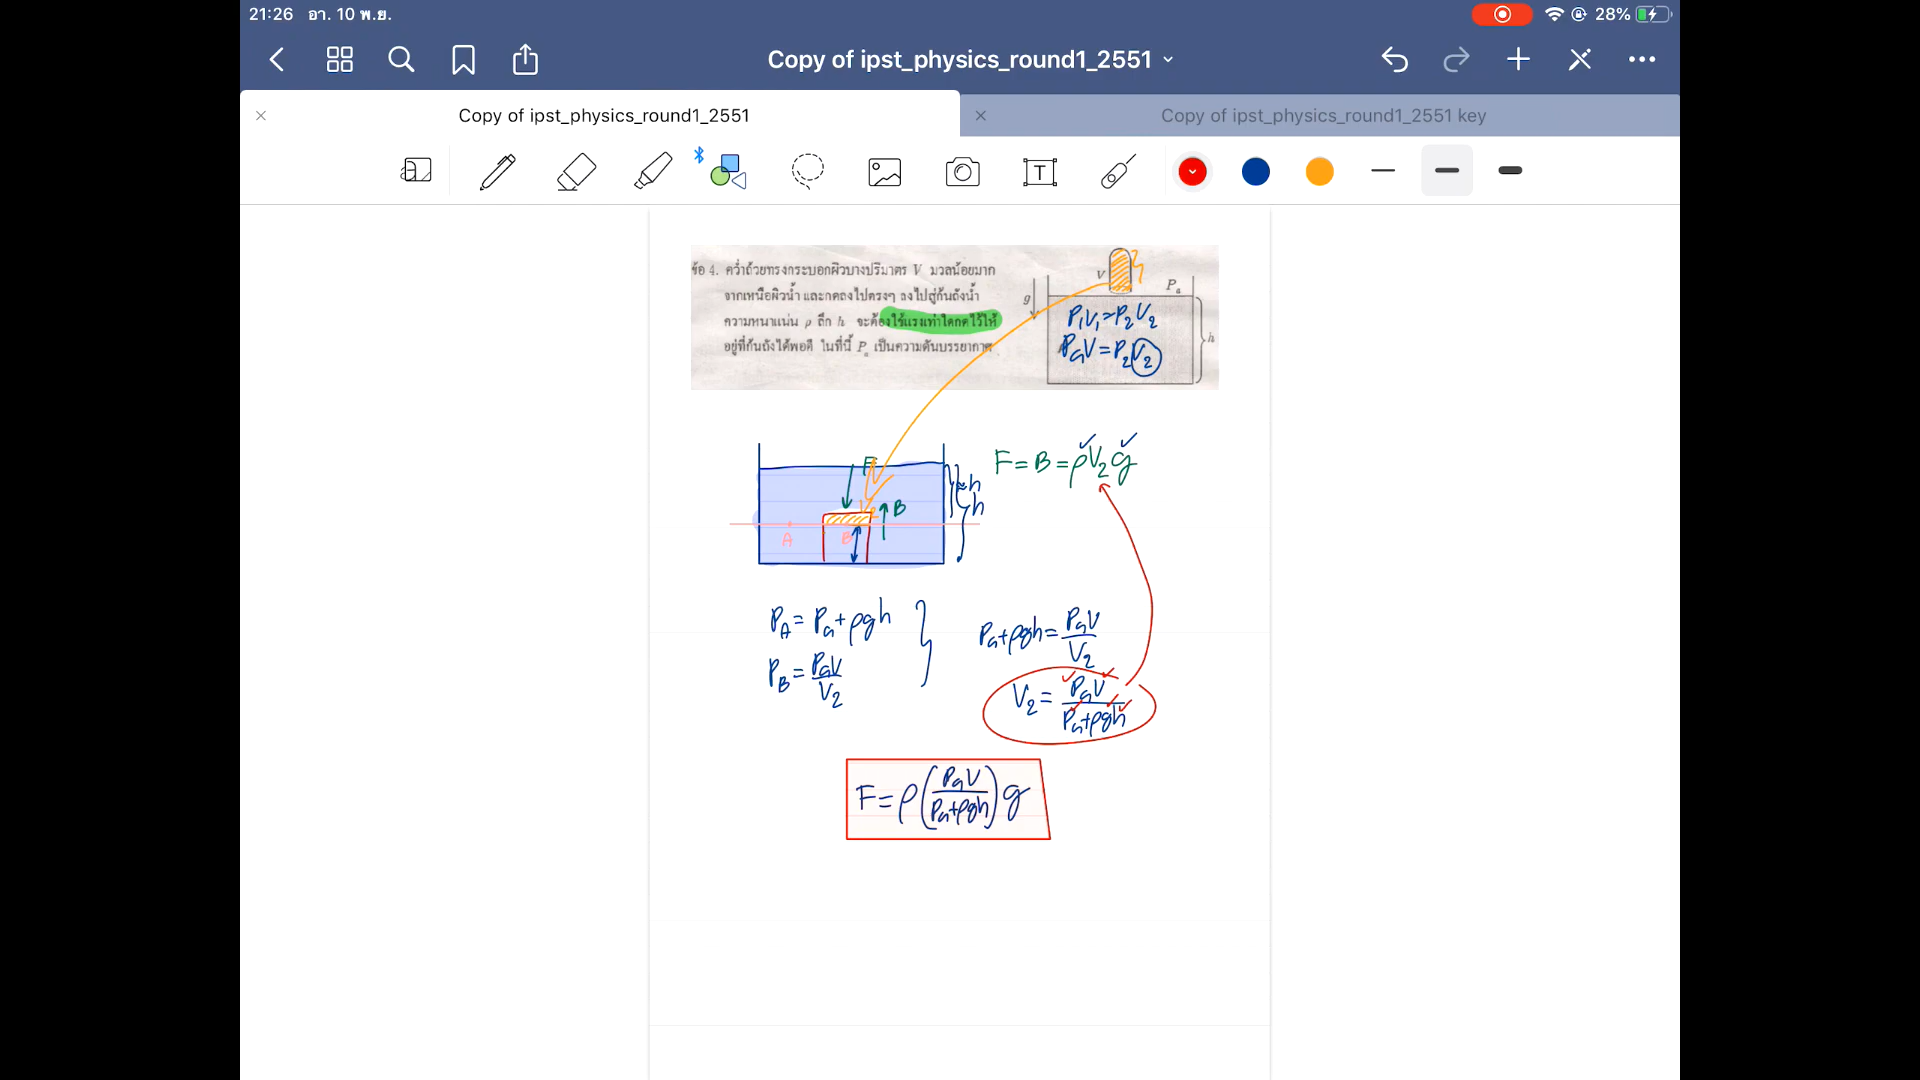 21:26 อา. 10 พ.ย.
28%
Copy of ipst_physics_round1_2551
Copy of ipst_physics_round1_2551
Copy of ipst_physics_round1_2551 key
T
ข้อ 4. คว่ำถ้วยทรงกระบอกผิวบางปริมาตร V มวลน้อยมาก
จากเหนือผิวน้ำ และกดลงไปตรงๆ ลงไปสู่ก้นถังน้ำ
ความหนาแน่น ρ ลึก h จะต้องใช้แรงเท่าใดกดไว้ให้
อยู่ที่ก้นถังได้พอดี ในที่นี้ Pa เป็นความดันบรรยากาศ
V
Pa
g
h
P₁V₁=P₂V₂
PaV=P₂V₂
F
V2
B
A
B
≈h
h
F=B=ρV₂g
PA=Pa+ρgh
PB=PaV/V₂
Pa+ρgh=PaV/V₂
V₂=PaV/Pa+ρgh
F=ρ(PaV/Pa+ρgh)g